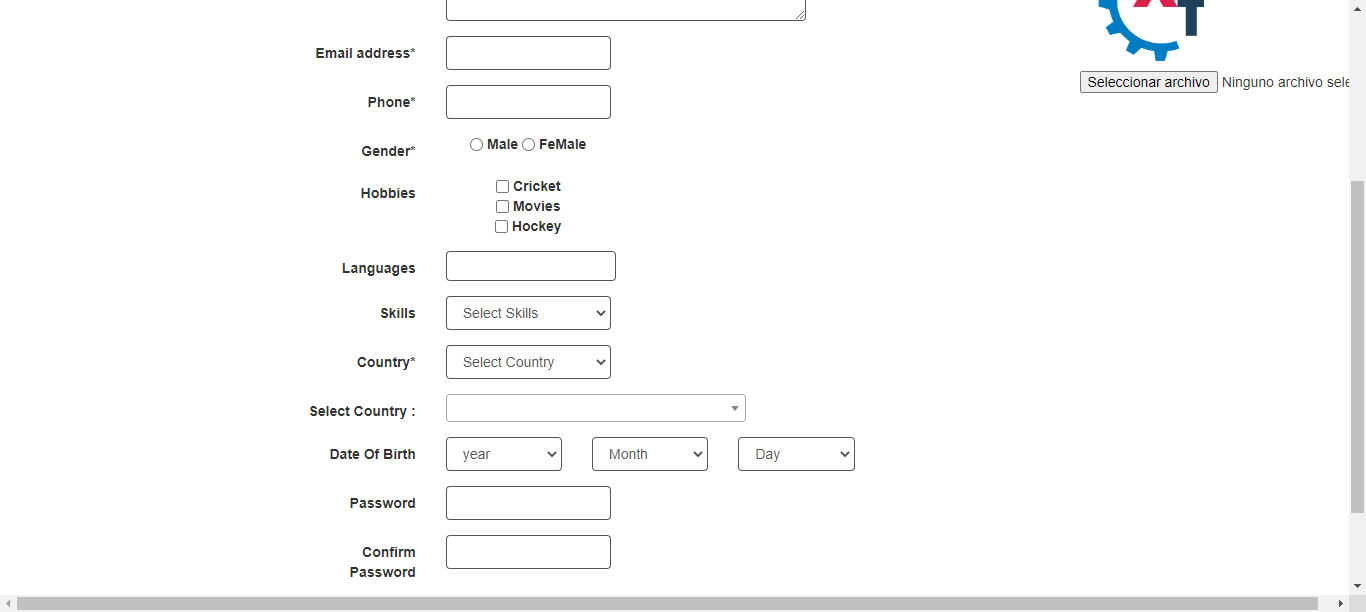 Email address*
Seleccionar archivo Ninguno archivo sele
Phone*
Gender* Male FeMale
Hobbies Cricket
Movies
Hockey
Languages
Skills Select Skills
Country* Select Country
Select Country :
Date Of Birth year Month Day
Password
Confirm
Password